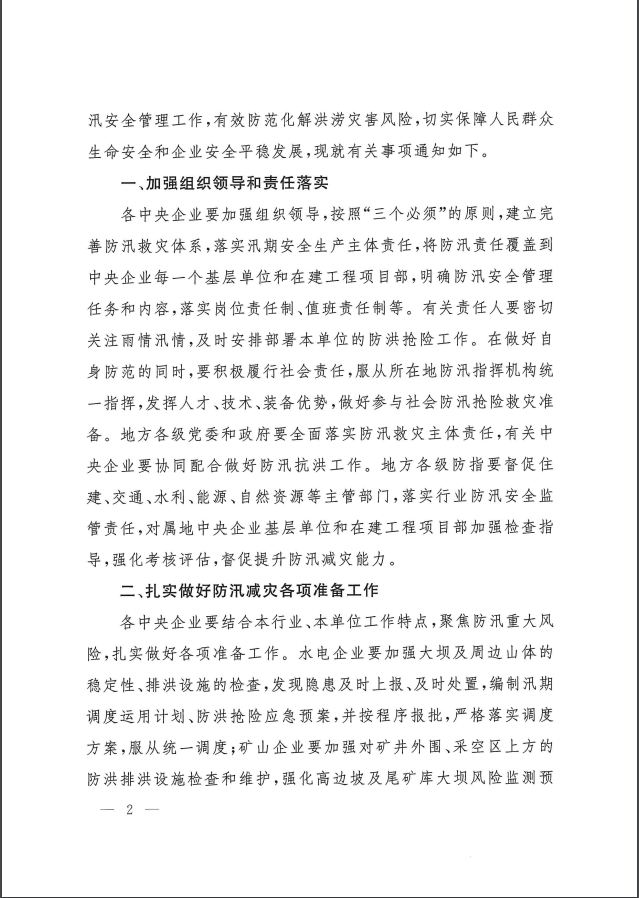 汛安全管理工作,有效防范化解洪涝灾害风险,切实保障人民群众
生命安全和企业安全平稳发展,现就有关事项通知如下。
一、加强组织领导和责任落实
各中央企业要加强组织领导,按照“三个必须”的原则,建立完
善防汛救灾体系,落实汛期安全生产主体责任,将防汛责任覆盖到
中央企业每一个基层单位和在建工程项目部,明确防汛安全管理
任务和内容,落实岗位责任制、值班责任制等。有关责任人要密切
关注雨情汛情,及时安排部署本单位的防洪抢险工作。在做好自
身防范的同时,要积极履行社会责任,服从所在地防汛指挥机构统
一指挥,发挥人才、技术、装备优势,做好参与社会防汛抢险救灾准
备。地方各级党委和政府要全面落实防汛救灾主体责任,有关中
央企业要协同配合做好防汛抗洪工作。地方各级防指要督促住
建、交通、水利、能源、自然资源等主管部门,落实行业防汛安全监
管责任,对属地中央企业基层单位和在建工程项目部加强检查指
导,强化考核评估,督促提升防汛减灾能力。
二、扎实做好防汛减灾各项准备工作
各中央企业要结合本行业、本单位工作特点,聚焦防汛重大风
险,扎实做好各项准备工作。水电企业要加强大坝及周边山体的
稳定性、排洪设施的检查,发现隐患及时上报、及时处置,编制汛期
调度运用计划、防洪抢险应急预案,并按程序报批,严格落实调度
方案,服从统一调度;矿山企业要加强对矿井外围、采空区上方的
防洪排洪设施检查和维护,强化高边坡及尾矿库大坝风险监测预
— 2 —